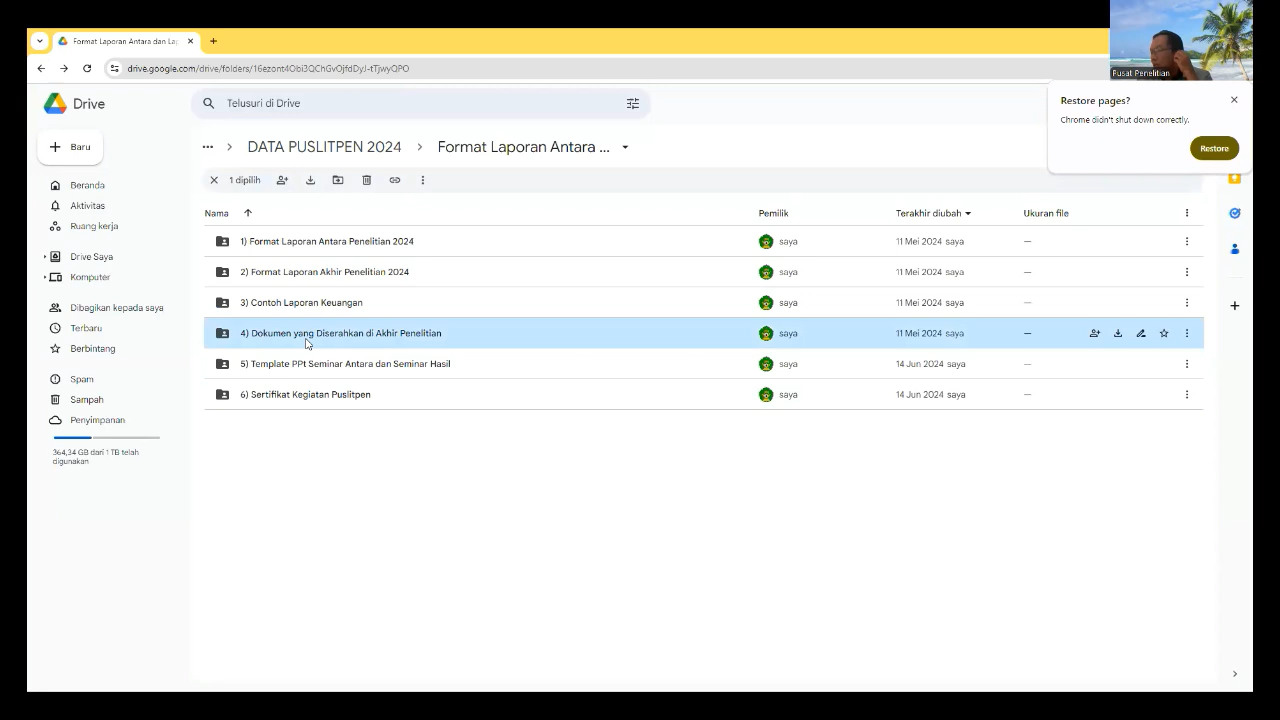 Format Laporan Antara dan La
drive.google.com/drive/folders/16ezont4Obi3QChGvOjfdDyJ-tTjwyQPO
Pusat Penelitian
Restore pages?
Chrome didn't shut down correctly.
Restore
Drive
Telusuri di Drive
Baru
DATA PUSLITPEN 2024
Format Laporan Antara ...
1 dipilih
Beranda
Aktivitas
Ruang kerja
Drive Saya
Komputer
Dibagikan kepada saya
Terbaru
Berbintang
Spam
Sampah
Penyimpanan
364,34 GB dari 1 TB telah
digunakan
Nama Pemilik Terakhir diubah Ukuran file
1) Format Laporan Antara Penelitian 2024 saya 11 Mei 2024 saya —
2) Format Laporan Akhir Penelitian 2024 saya 11 Mei 2024 saya —
3) Contoh Laporan Keuangan saya 11 Mei 2024 saya —
4) Dokumen yang Diserahkan di Akhir Penelitian saya 11 Mei 2024 saya —
5) Template PPt Seminar Antara dan Seminar Hasil saya 14 Jun 2024 saya —
6) Sertifikat Kegiatan Puslitpen saya 14 Jun 2024 saya —